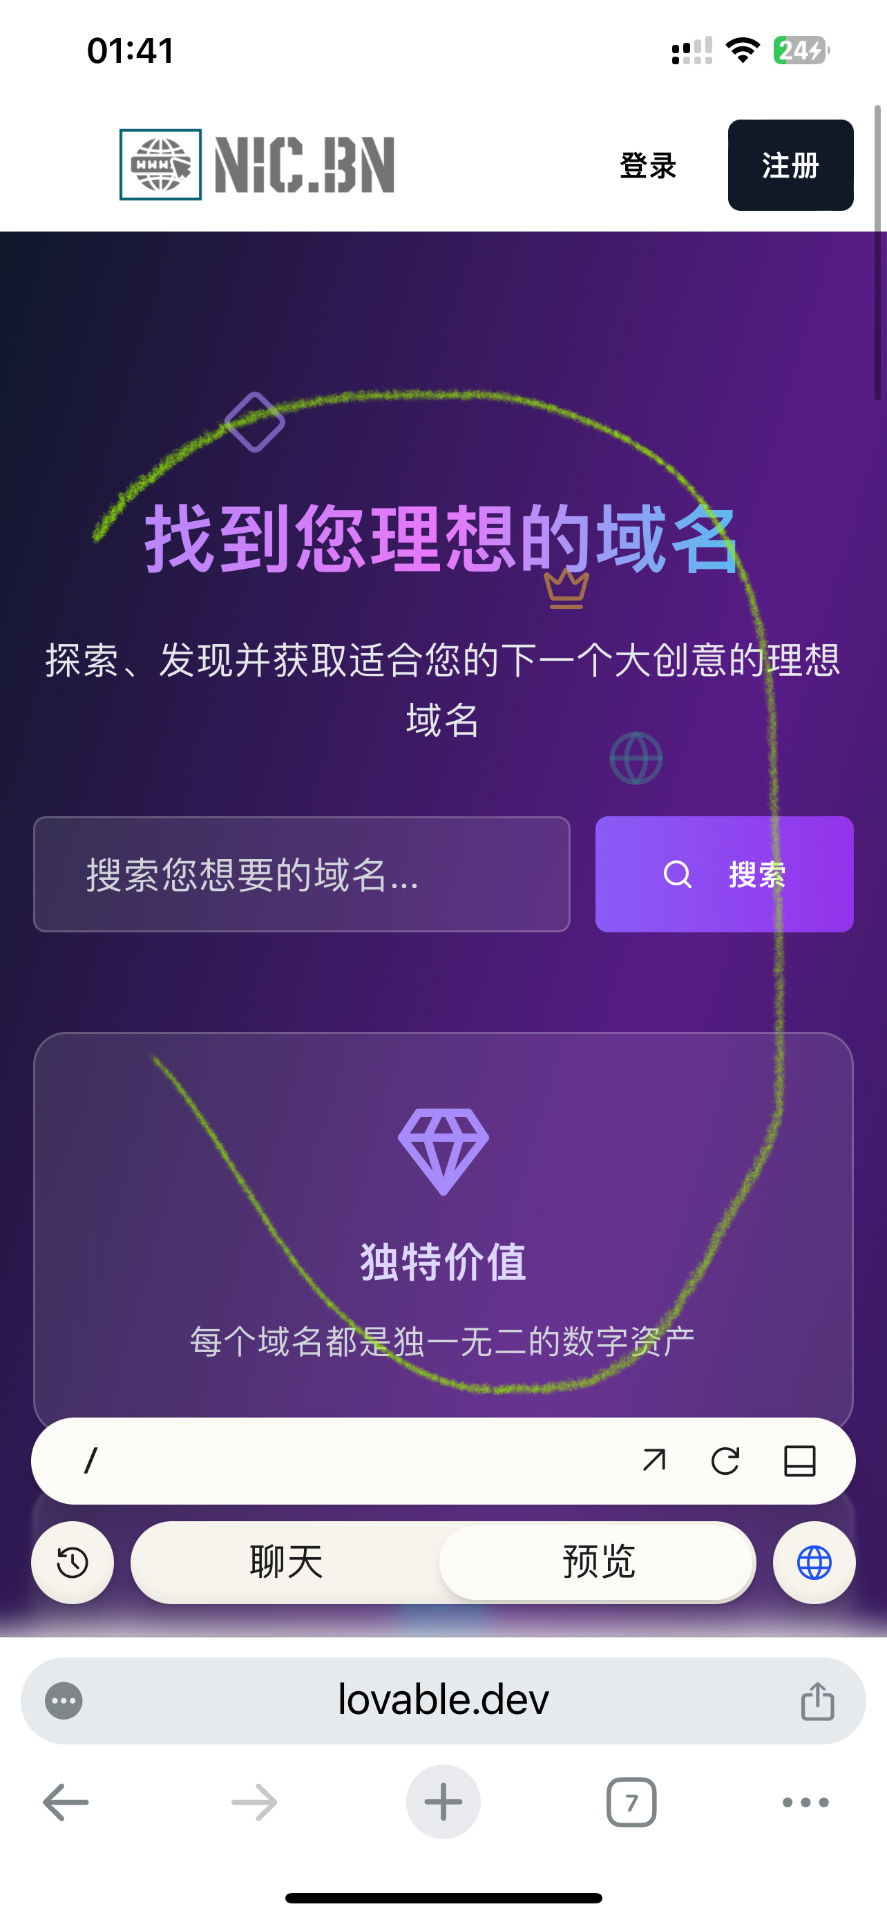 01:41
24
www
NIC.BN
登录
注册
找到您理想的域名
探索、发现并获取适合您的下一个大创意的理想
域名
搜索您想要的域名...
搜索
独特价值
每个域名都是独一无二的数字资产
/
聊天
预览
lovable.dev
7